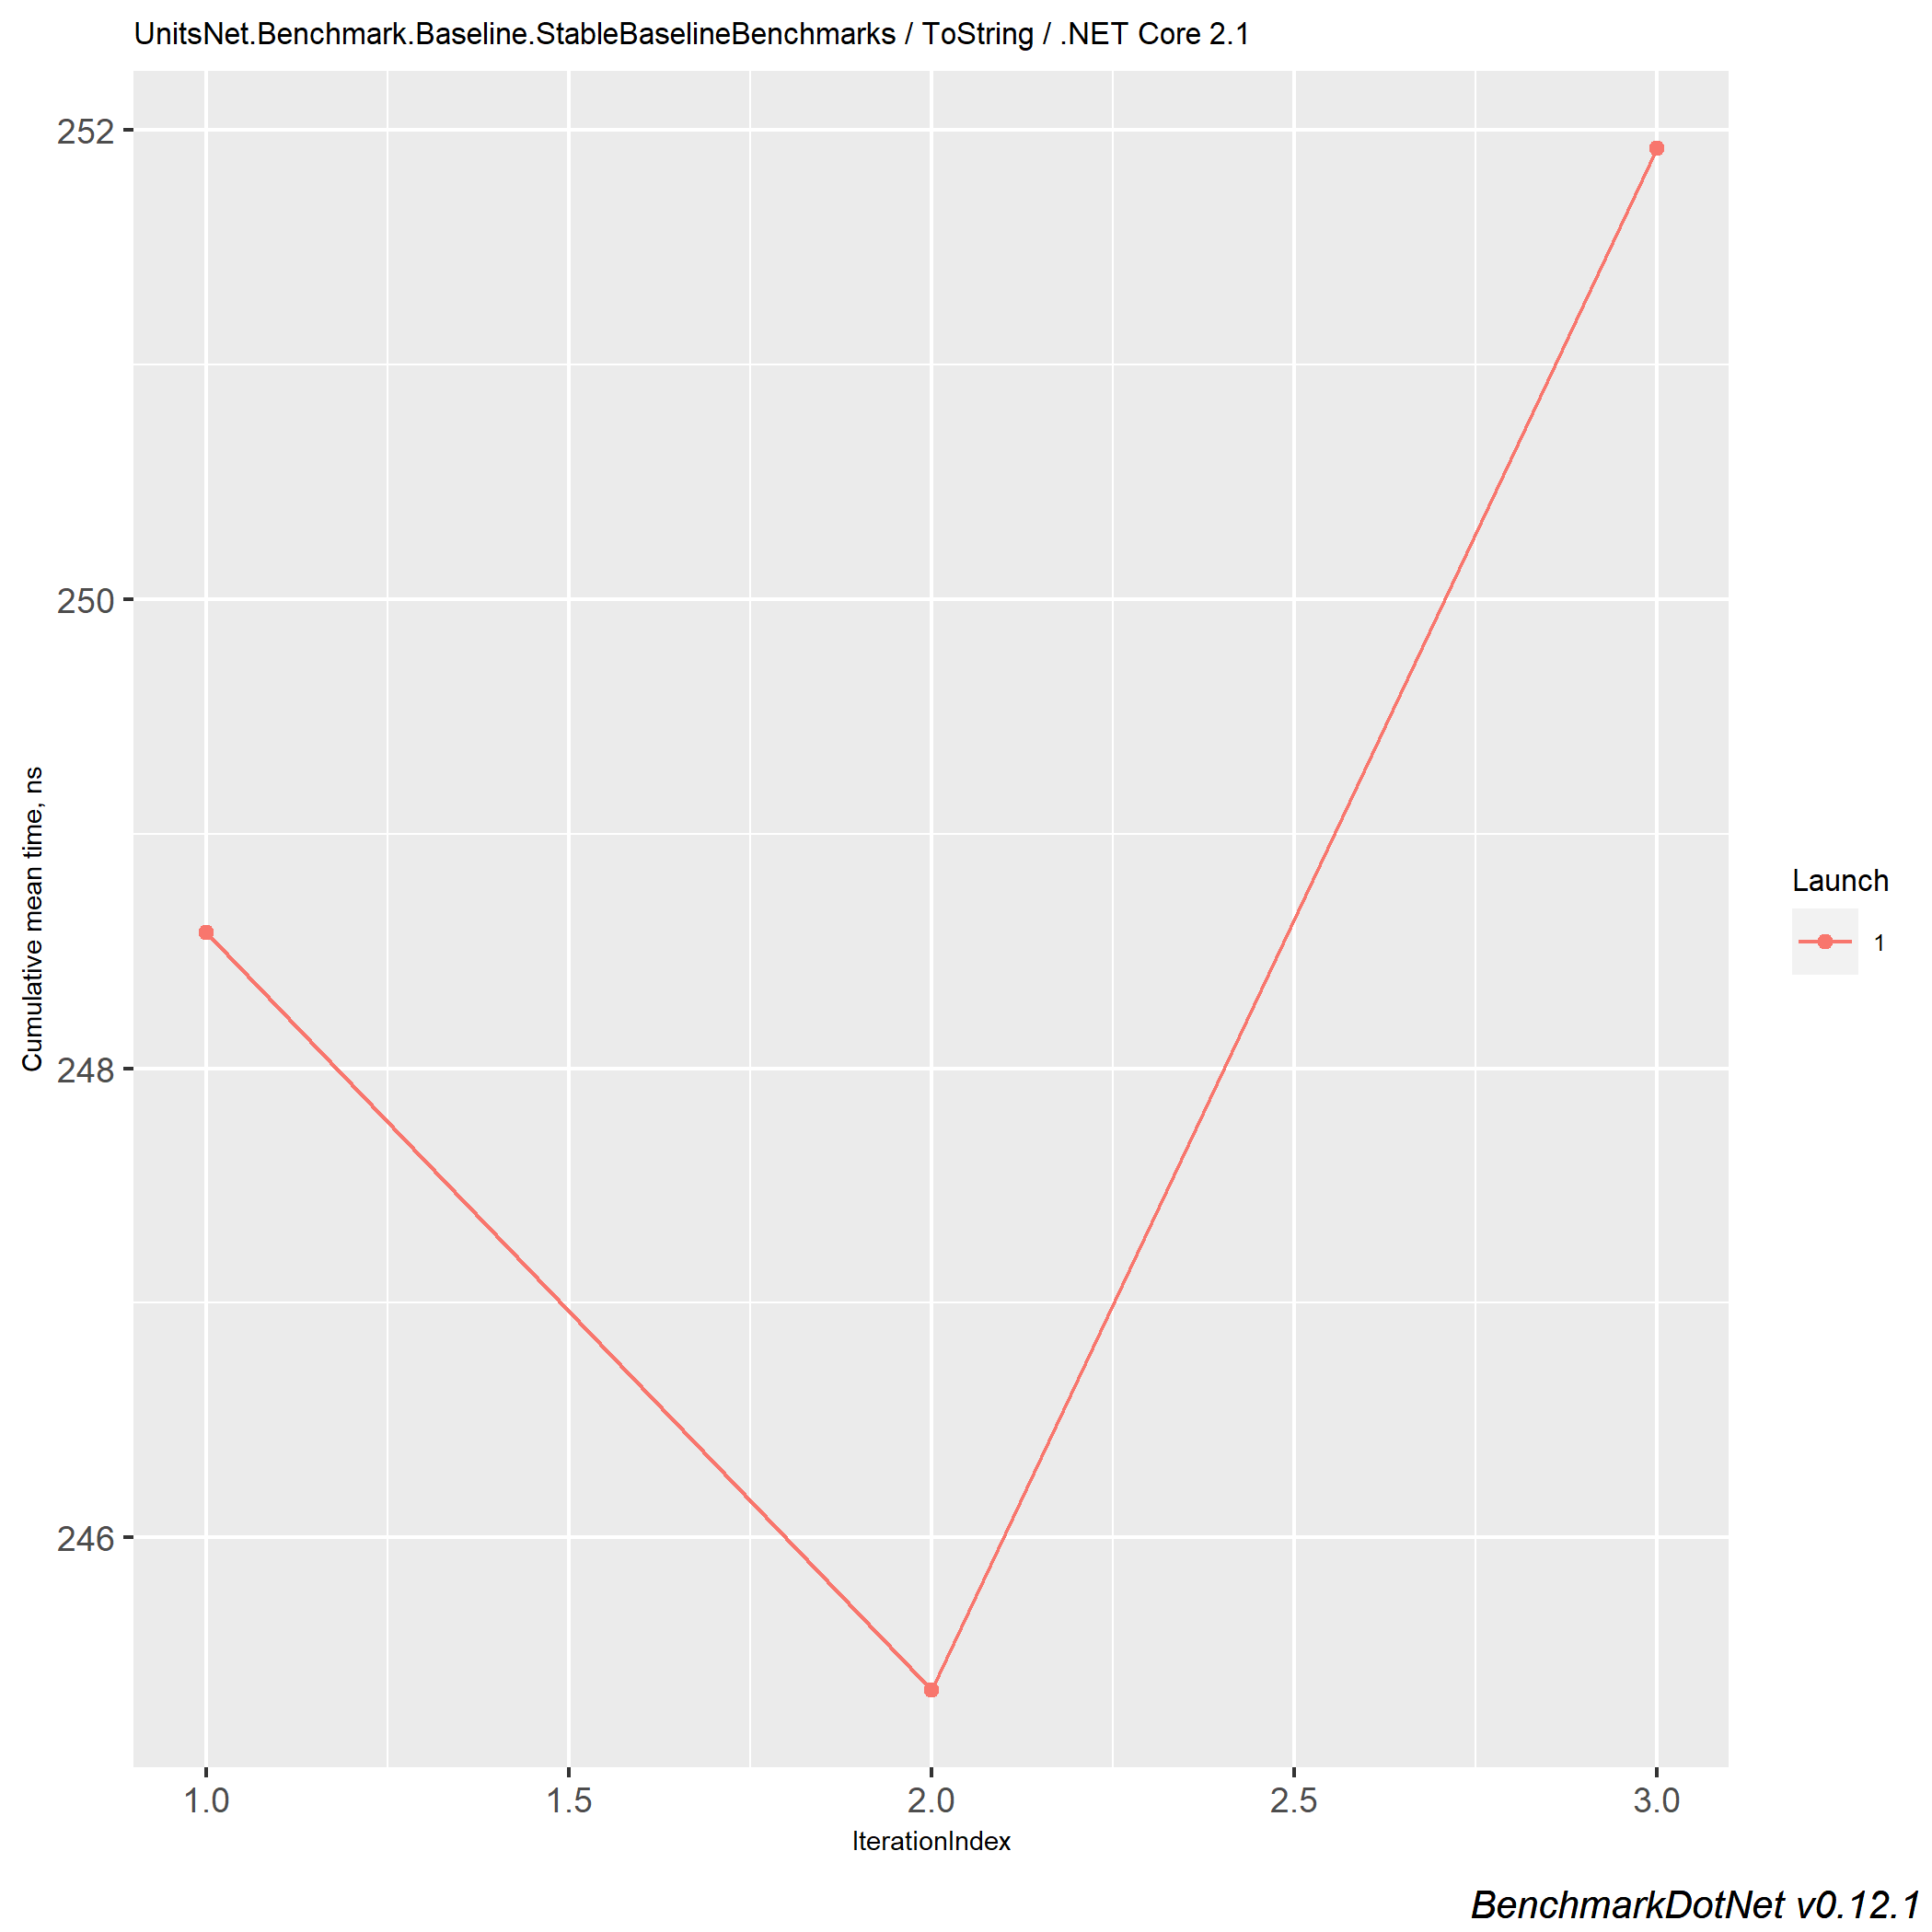 UnitsNet.Benchmark.Baseline.StableBaselineBenchmarks / ToString / .NET Core 2.1
252
250
248
246
Cumulative mean time, ns
1.0 1.5 2.0 2.5 3.0
IterationIndex
Launch
1
BenchmarkDotNet v0.12.1